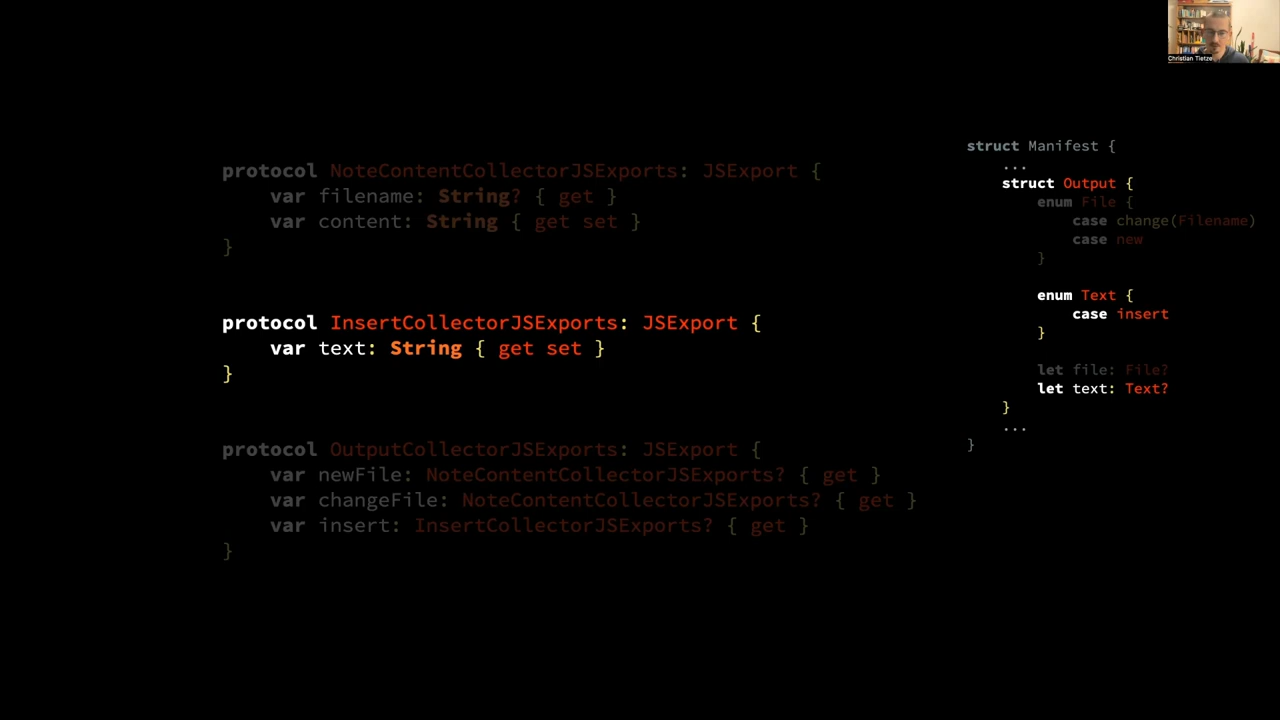 Christian Tietze
protocol NoteContentCollectorJSExports: JSExport {
    var filename: String? { get }
    var content: String { get set }
}
protocol InsertCollectorJSExports: JSExport {
    var text: String { get set }
}
protocol OutputCollectorJSExports: JSExport {
    var newFile: NoteContentCollectorJSExports? { get }
    var changeFile: NoteContentCollectorJSExports? { get }
    var insert: InsertCollectorJSExports? { get }
}
struct Manifest {
    ...
    struct Output {
        enum File {
            case change(Filename)
            case new
        }
        enum Text {
            case insert
        }
        let file: File?
        let text: Text?
    }
    ...
}